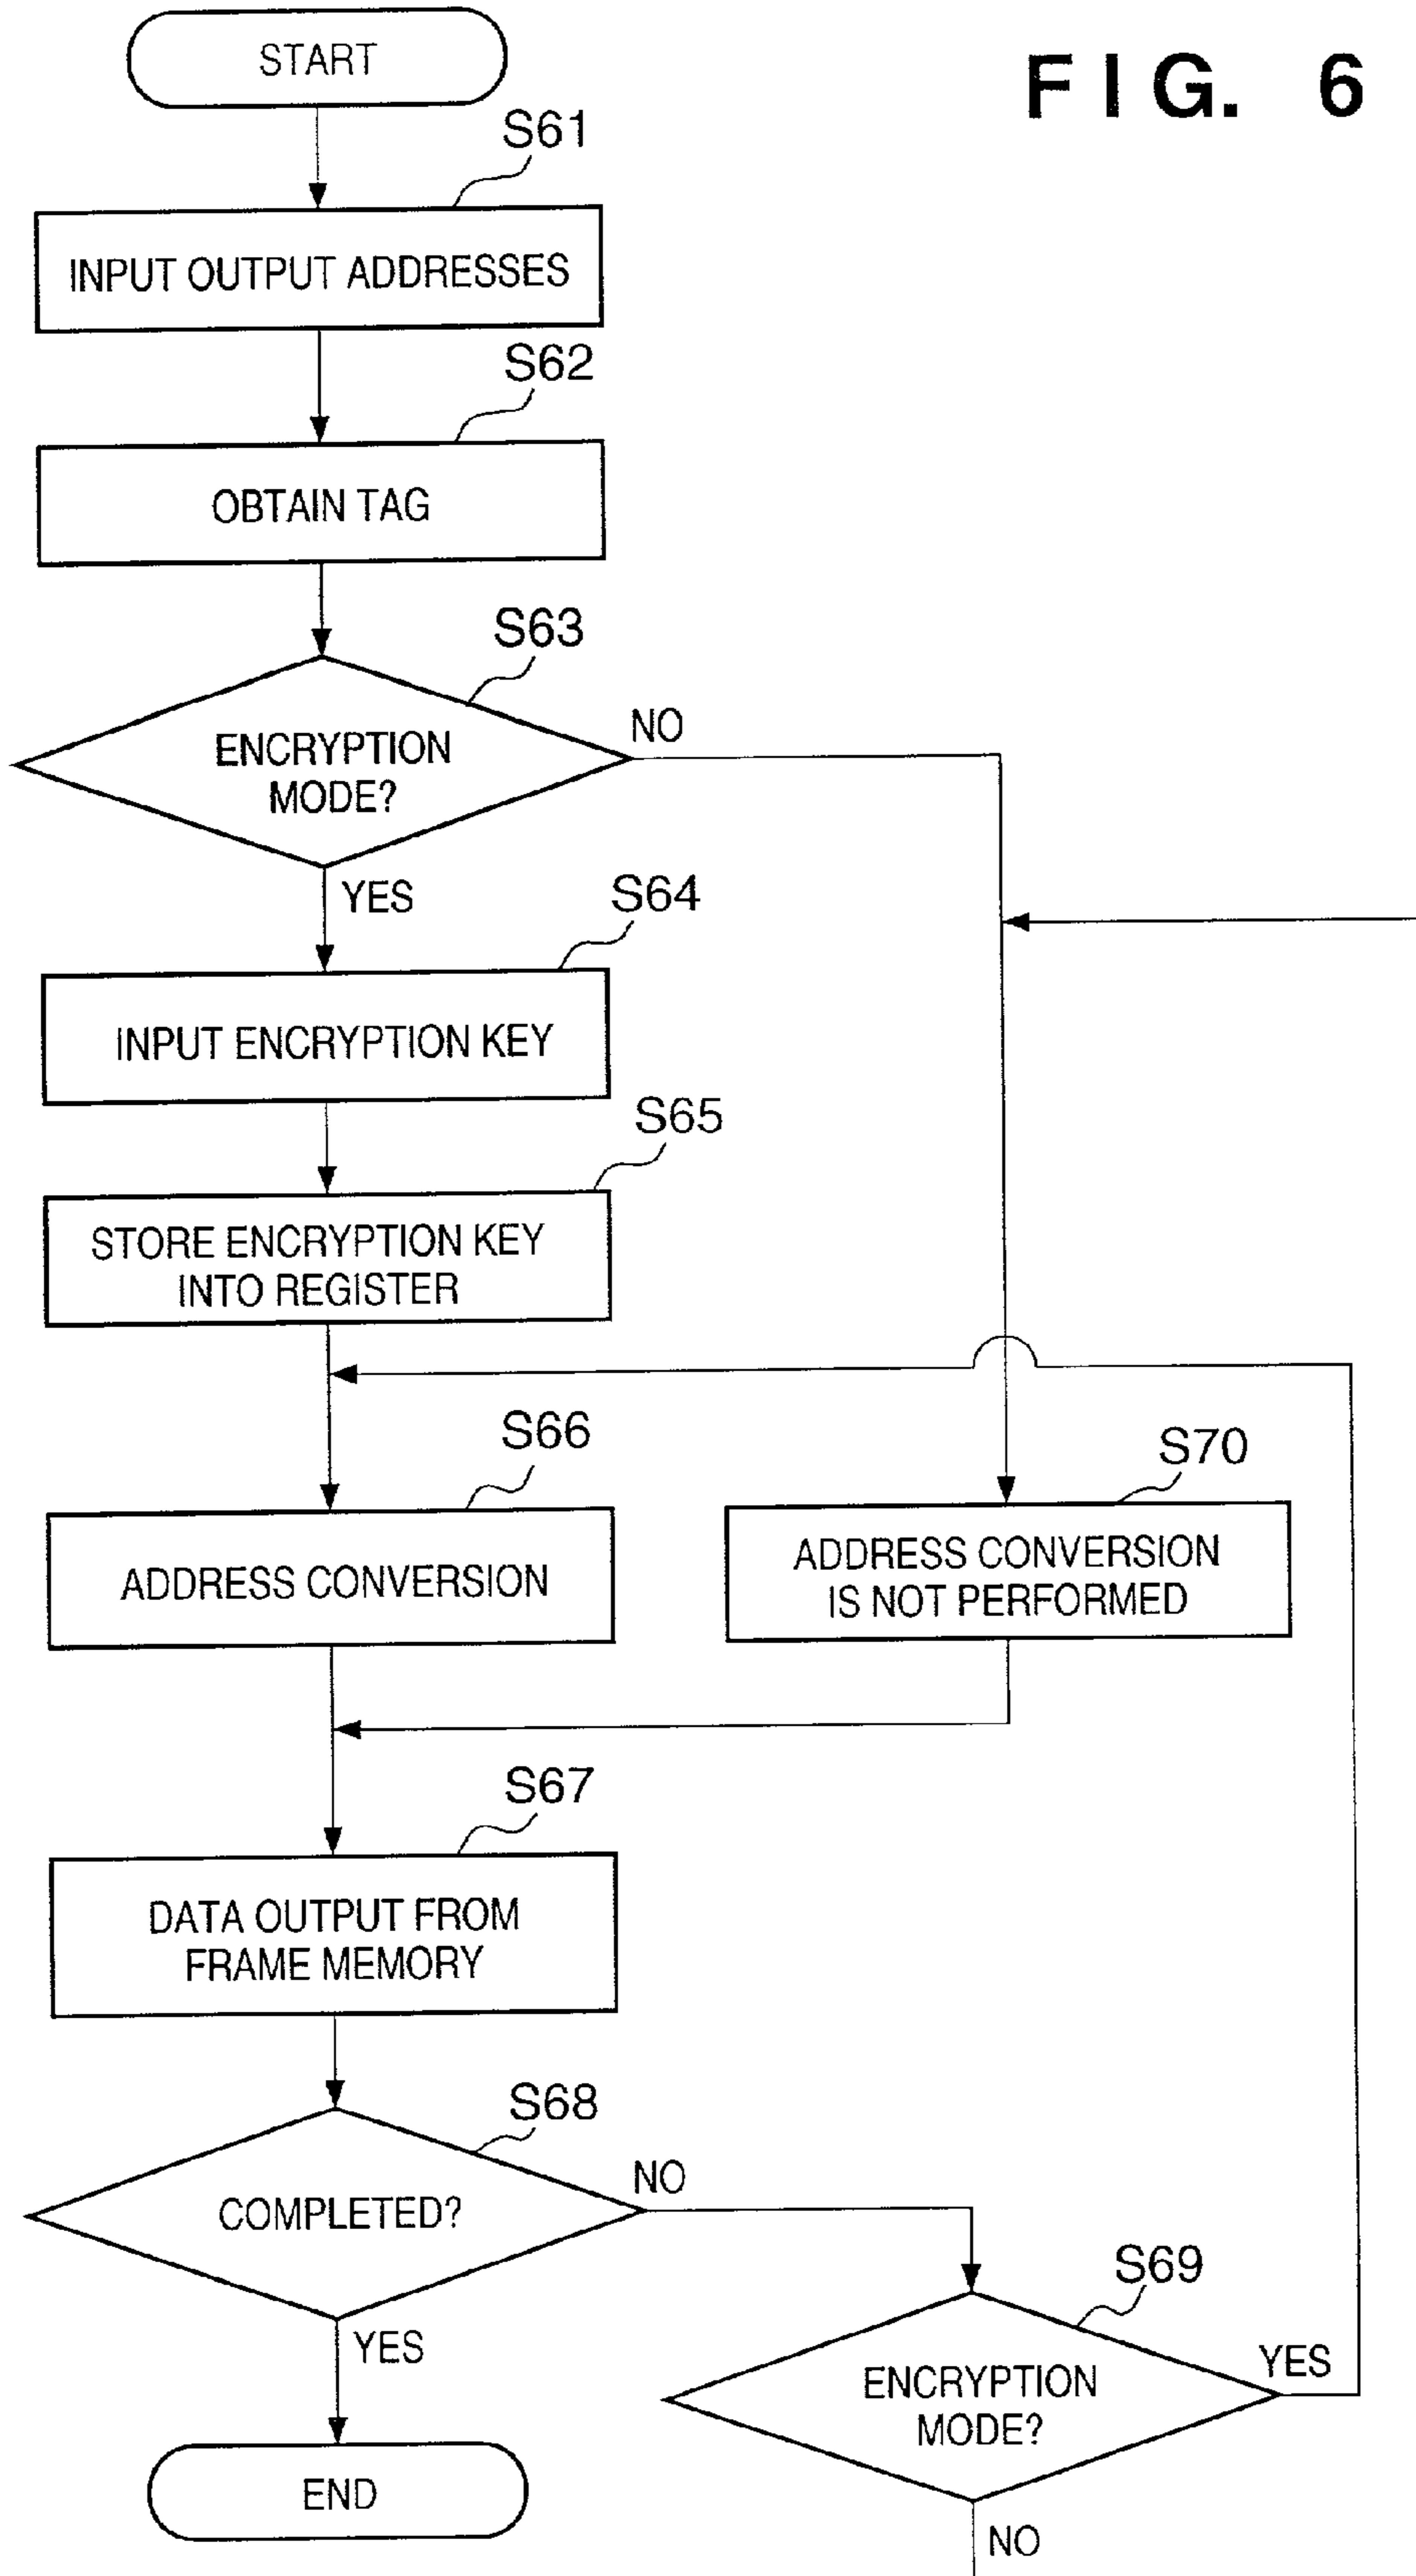 FIG. 6
START
S61
INPUT OUTPUT ADDRESSES
S62
OBTAIN TAG
S63
ENCRYPTION
MODE?
NO
YES
S64
INPUT ENCRYPTION KEY
S65
STORE ENCRYPTION KEY
INTO REGISTER
S66
ADDRESS CONVERSION
S70
ADDRESS CONVERSION
IS NOT PERFORMED
S67
DATA OUTPUT FROM
FRAME MEMORY
S68
COMPLETED?
NO
YES
S69
ENCRYPTION
MODE?
YES
NO
END